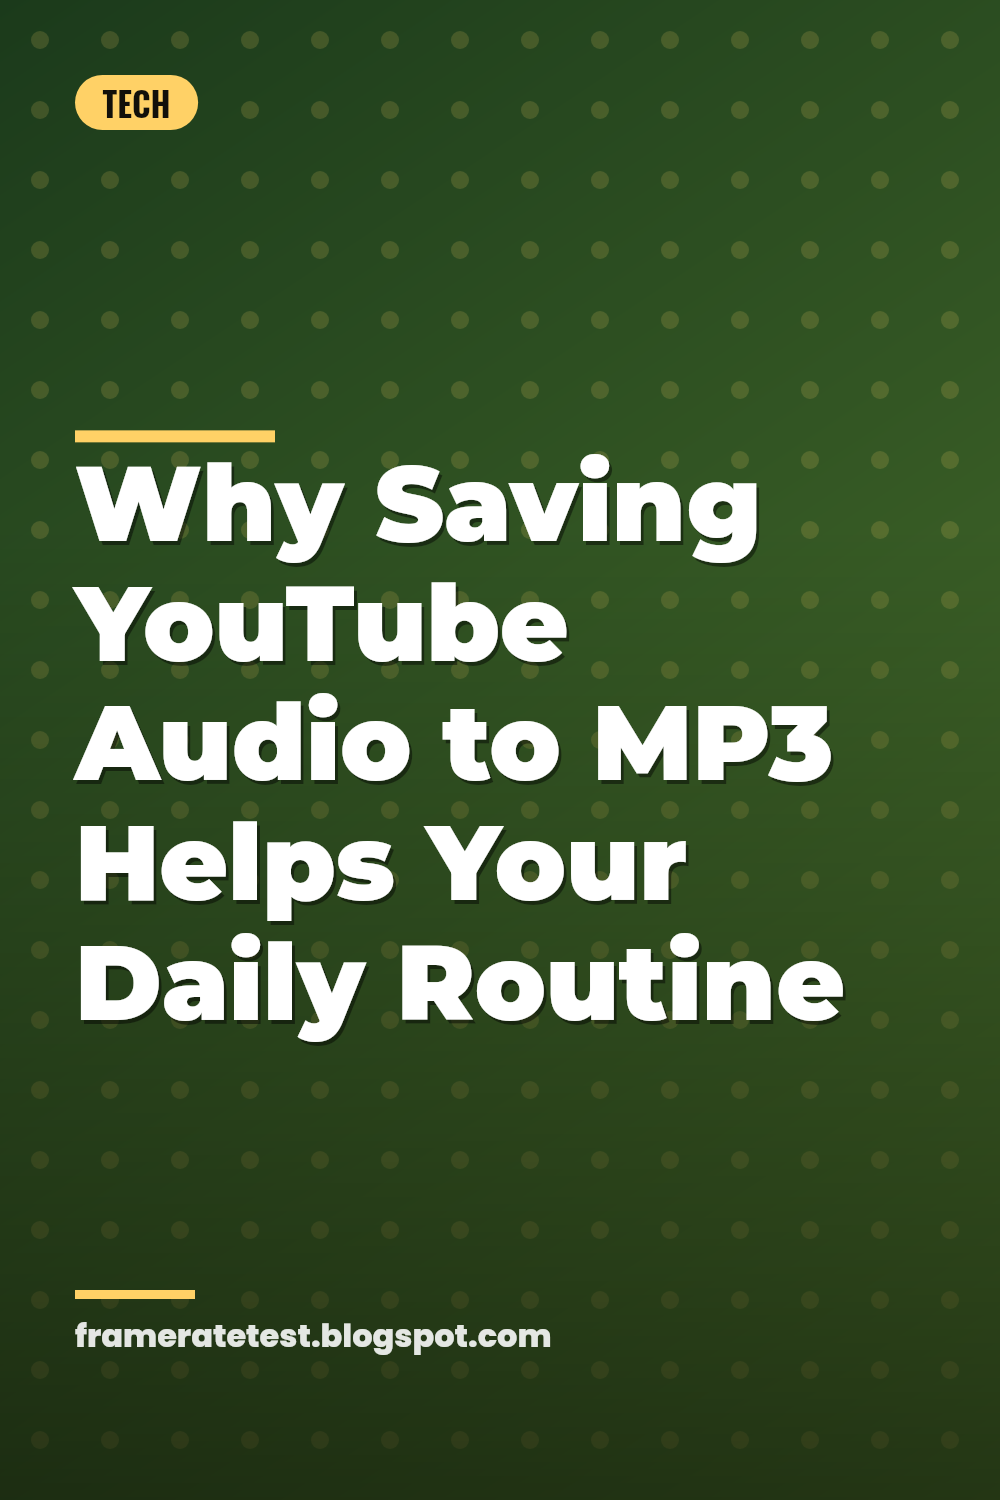 TECH
Why Saving
YouTube
Audio to MP3
Helps Your
Daily Routine
frameratetest.blogspot.com